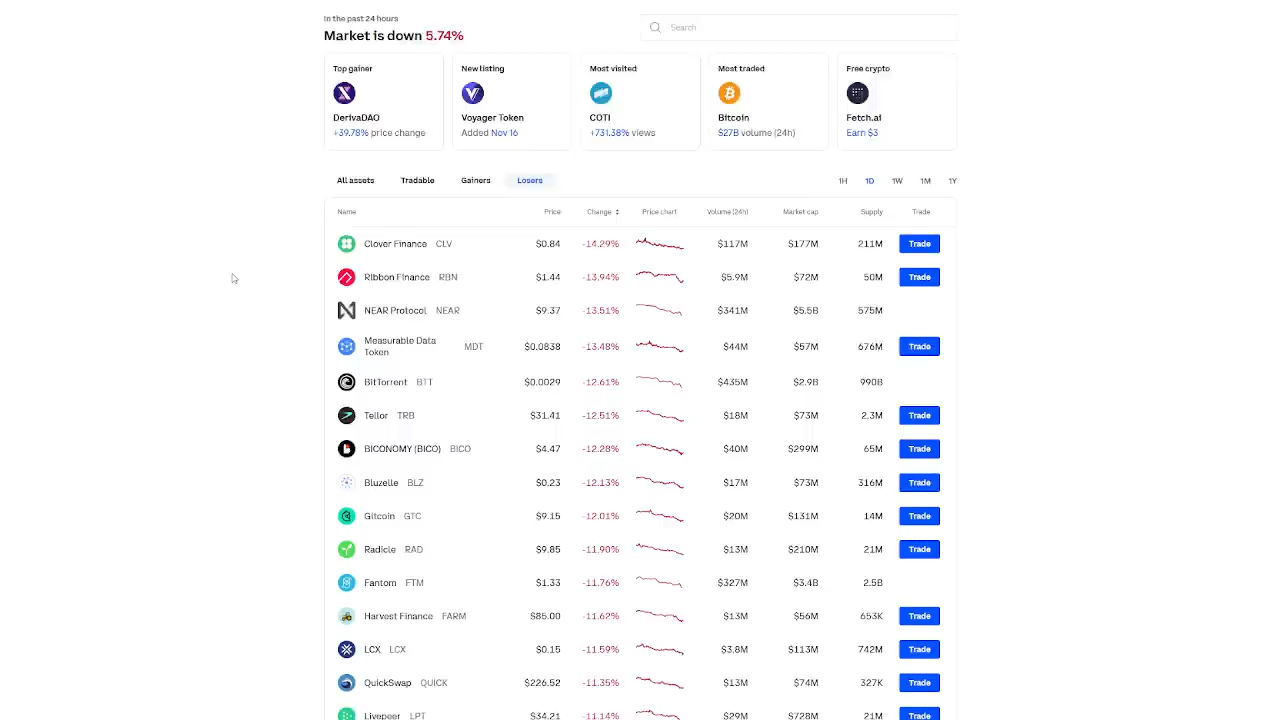 In the past 24 hours
Market is down 5.74%
Search
Top gainer
DerivaDAO
+39.78% price change
New listing
Voyager Token
Added Nov 16
Most visited
COTI
+731.38% views
Most traded
Bitcoin
$27B volume (24h)
Free crypto
Fetch.ai
Earn $3
All assets Tradable Gainers Losers 1H 1D 1W 1M 1Y
Name Price Change Price chart Volume (24h) Market cap Supply Trade
Clover Finance CLV $0.84 -14.29% $117M $177M 211M Trade
Ribbon Finance RBN $1.44 -13.94% $5.9M $72M 50M Trade
NEAR Protocol NEAR $9.37 -13.51% $341M $5.5B 575M
Measurable Data
Token MDT $0.0838 -13.48% $44M $57M 676M Trade
BitTorrent BTT $0.0029 -12.61% $435M $2.9B 990B
Tellor TRB $31.41 -12.51% $18M $73M 2.3M Trade
BICONOMY (BICO) BICO $4.47 -12.28% $40M $299M 65M Trade
Bluzelle BLZ $0.23 -12.13% $17M $73M 316M Trade
Gitcoin GTC $9.15 -12.01% $20M $131M 14M Trade
Radicle RAD $9.85 -11.90% $13M $210M 21M Trade
Fantom FTM $1.33 -11.76% $327M $3.4B 2.5B
Harvest Finance FARM $85.00 -11.62% $13M $56M 653K Trade
LCX LCX $0.15 -11.59% $3.8M $113M 742M Trade
QuickSwap QUICK $226.52 -11.35% $13M $74M 327K Trade
Livepeer LPT $34.21 -11.14% $29M $728M 21M Trade